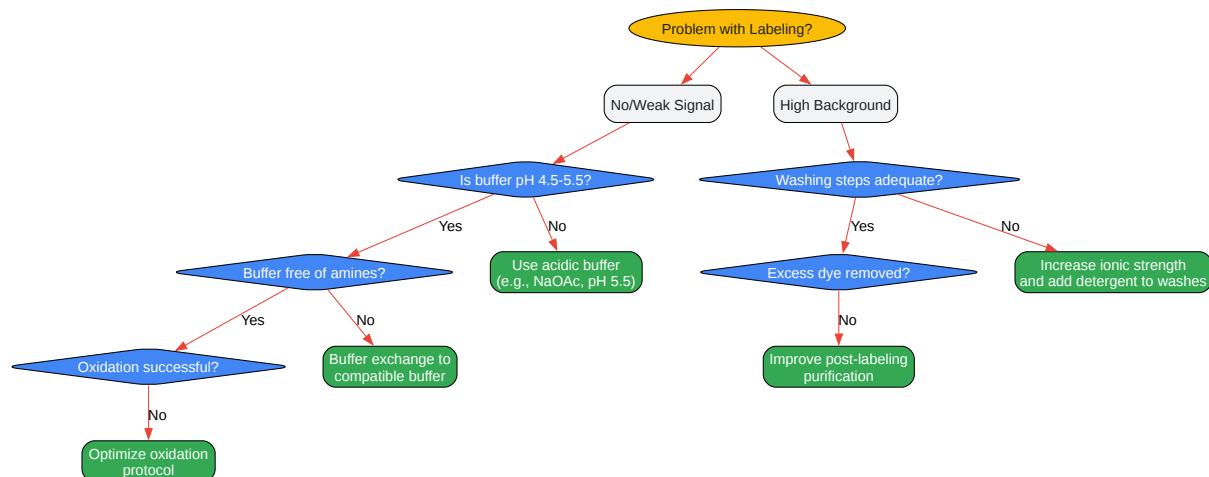 Problem with Labeling?
No/Weak Signal
High Background
Is buffer pH 4.5-5.5?
Washing steps adequate?
Yes
No
Yes
No
Buffer free of amines?
Use acidic buffer
(e.g., NaOAc, pH 5.5)
Excess dye removed?
Increase ionic strength
and add detergent to washes
Yes
No
No
Oxidation successful?
Buffer exchange to
compatible buffer
Improve post-labeling
purification
No
Optimize oxidation
protocol